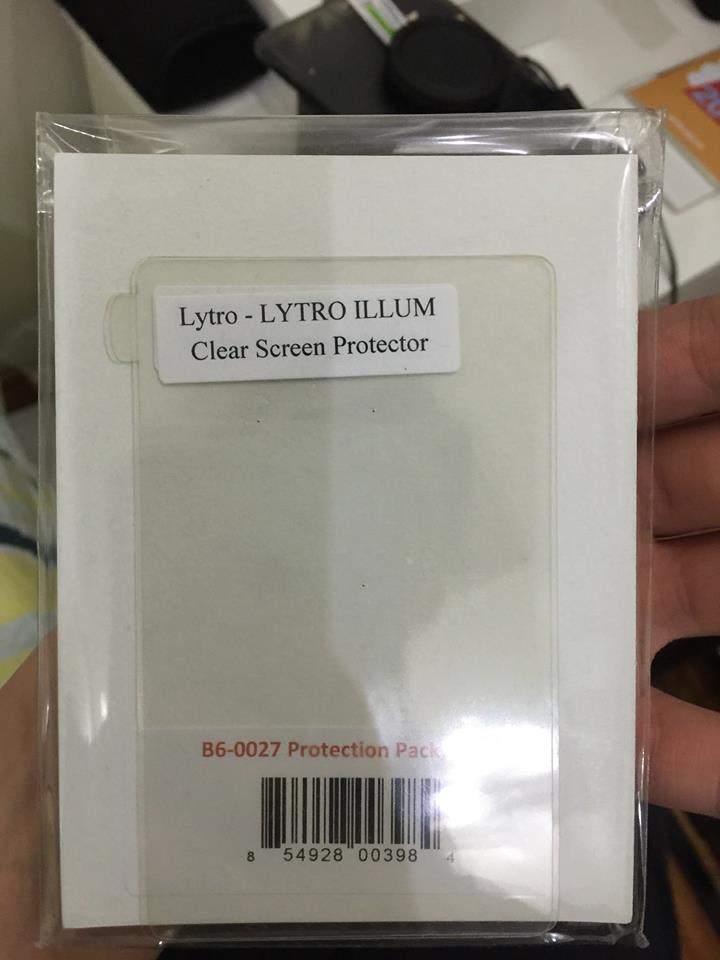 Lytro - LYTRO ILLUM
Clear Screen Protector
B6-0027 Protection Pack
8 54928 00398 4